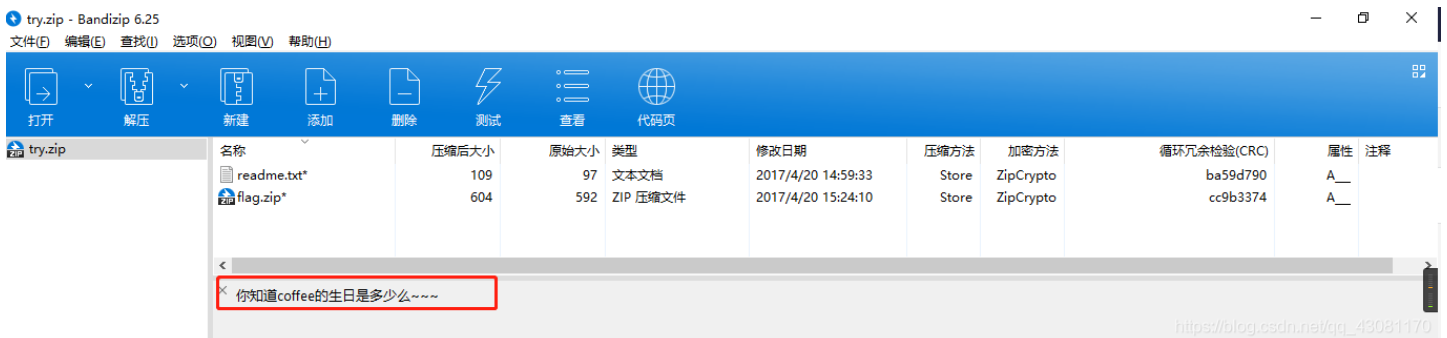 try.zip - Bandizip 6.25
文件(F) 编辑(E) 查找(I) 选项(O) 视图(V) 帮助(H)
打开 解压 新建 添加 删除 测试 查看 代码页
try.zip
名称 压缩后大小 原始大小 类型 修改日期 压缩方法 加密方法 循环冗余检验(CRC) 属性 注释
readme.txt* 109 97 文本文档 2017/4/20 14:59:33 Store ZipCrypto ba59d790 A__
flag.zip* 604 592 ZIP 压缩文件 2017/4/20 15:24:10 Store ZipCrypto cc9b3374 A__
你知道coffee的生日是多少么~~~
https://blog.csdn.net/qq_43081170